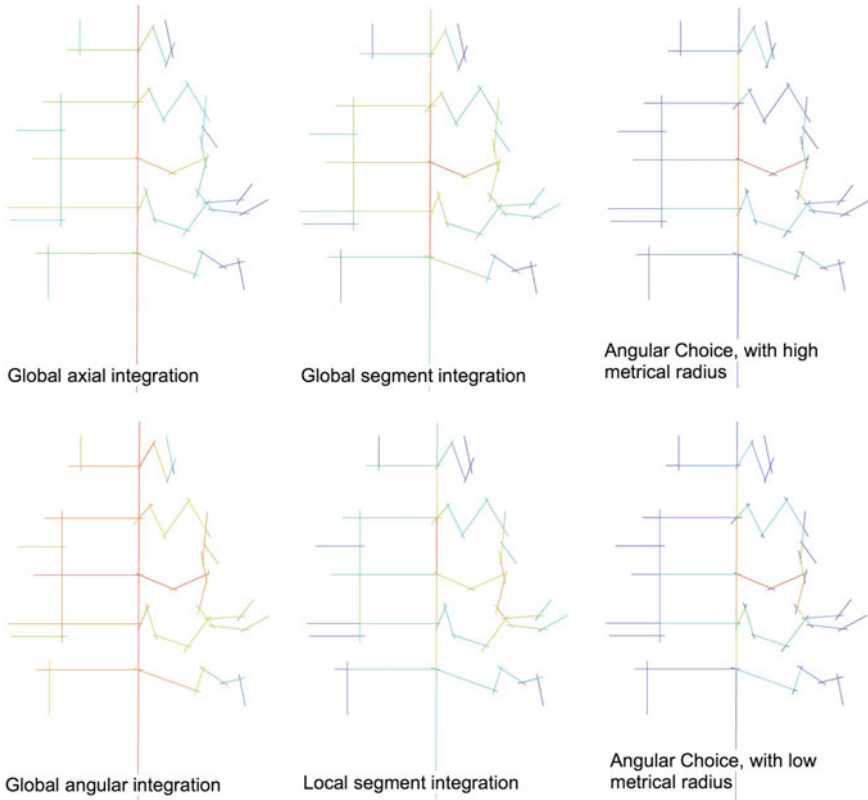 Global axial integration
Global segment integration
Angular Choice, with high
metrical radius
Global angular integration
Local segment integration
Angular Choice, with low
metrical radius